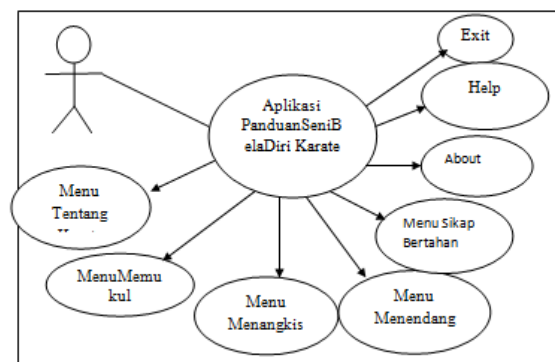 Exit
Help
Aplikasi
PanduanSeniB
elaDiri Karate
About
Menu
Tentang
Menu Sikap
Bertahan
MenuMemu
kul
Menu
Menangkis
Menu
Menendang